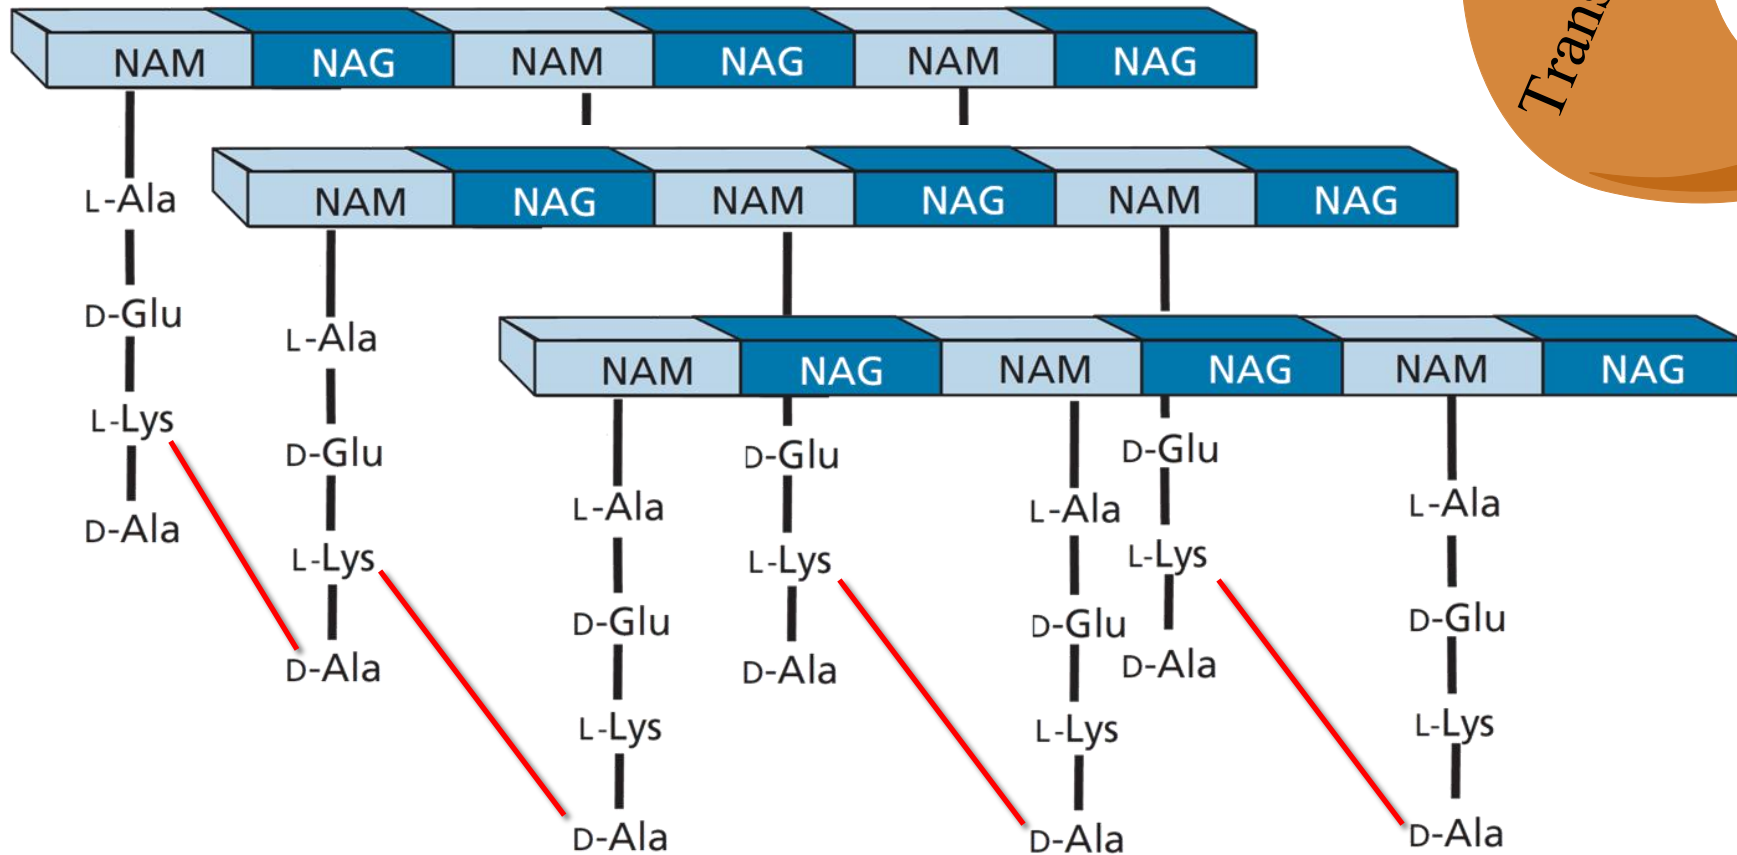 NAM NAG NAM NAG NAM NAG
Trans
L-Ala
NAM NAG NAM NAG NAM NAG
D-Glu
L-Ala
NAM NAG NAM NAG NAM NAG
L-Lys
D-Glu D-Glu D-Glu
L-Ala L-Ala L-Ala
D-Ala
L-Lys L-Lys L-Lys
D-Glu D-Glu D-Glu
D-Ala D-Ala D-Ala
L-Lys L-Lys L-Lys
D-Ala D-Ala D-Ala